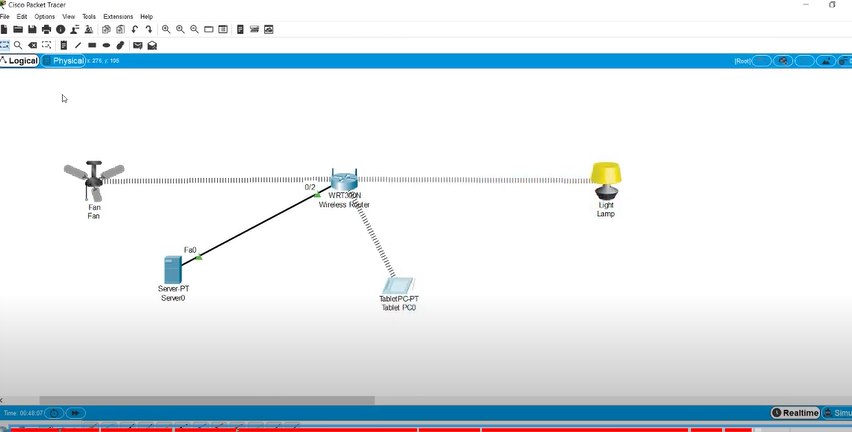 Cisco Packet Tracer
File Edit Options View Tools Extensions Help
Logical Physical x: 276, y: 106 [Root]
0/2
WRT300N
Wireless Router
Fan
Fan
Light
Lamp
Fa0
Server-PT
Server0
TabletPC-PT
Tablet PC0
Time: 00:48:07 Realtime Simu